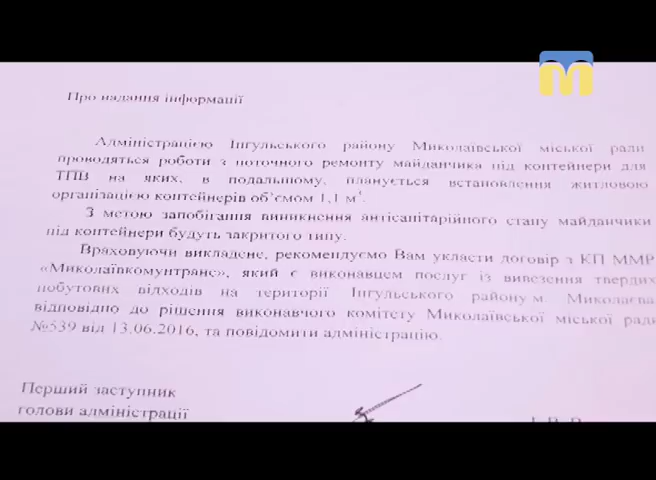 Про надання інформації
Адміністрацією Інгульського району Миколаївської міської ради
проводяться роботи з поточного ремонту майданчика під контейнери для
ТПВ на яких, в подальшому, планується встановлення житловою
організацією контейнерів об'ємом 1,1 м³.
З метою запобігання виникнення антісанітарійного стану майданчики
під контейнери будуть закритого типу.
Враховуючи викладене, рекомендуємо Вам укласти договір з КП ММР
«Миколаївкомунтранс», який є виконавцем послуг із вивезення твердих
побутових відходів на території Інгульського району м. Миколаєва
відповідно до рішення виконавчого комітету Миколаївської міської ради
№539 від 13.06.2016, та повідомити адміністрацію.
Перший заступник
голови адміністрації